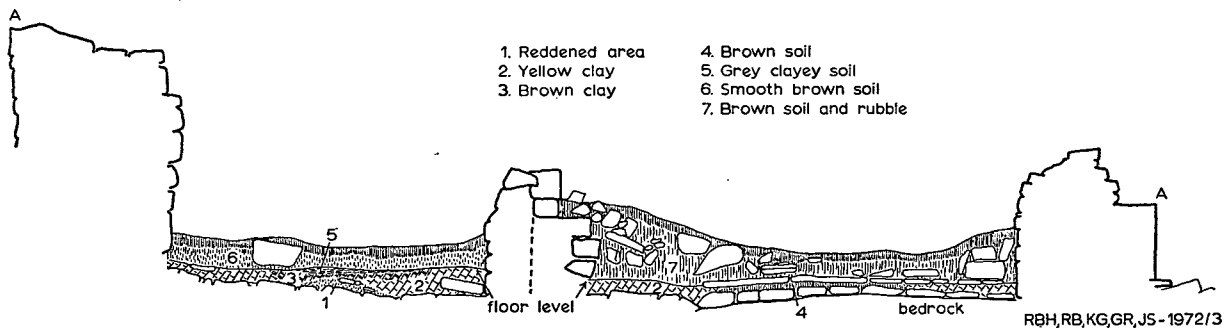 A
1. Reddened area
2. Yellow clay
3. Brown clay
4. Brown soil
5. Grey clayey soil
6. Smooth brown soil
7. Brown soil and rubble
A
5
6
3
2
1
7
2
floor level
4
bedrock
RBH,RB,KG,GR,JS-1972/3